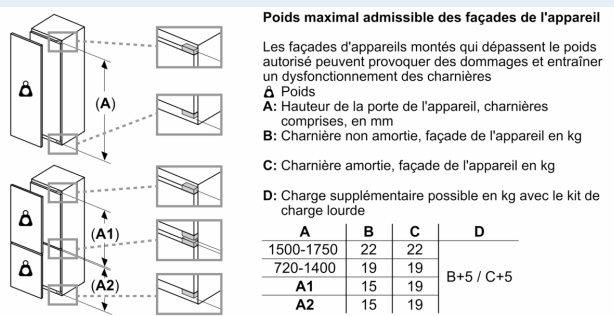 Poids maximal admissible des façades de l'appareil
Les façades d'appareils montés qui dépassent le poids
autorisé peuvent provoquer des dommages et entraîner
un dysfonctionnement des charnières
Poids
A: Hauteur de la porte de l'appareil, charnières
comprises, en mm
B: Charnière non amortie, façade de l'appareil en kg
C: Charnière amortie, façade de l'appareil en kg
D: Charge supplémentaire possible en kg avec le kit de
charge lourde
A B C D
1500-1750 22 22
720-1400 19 19
A1 15 19
A2 15 19
B+5 / C+5
(A)
(A1)
(A2)